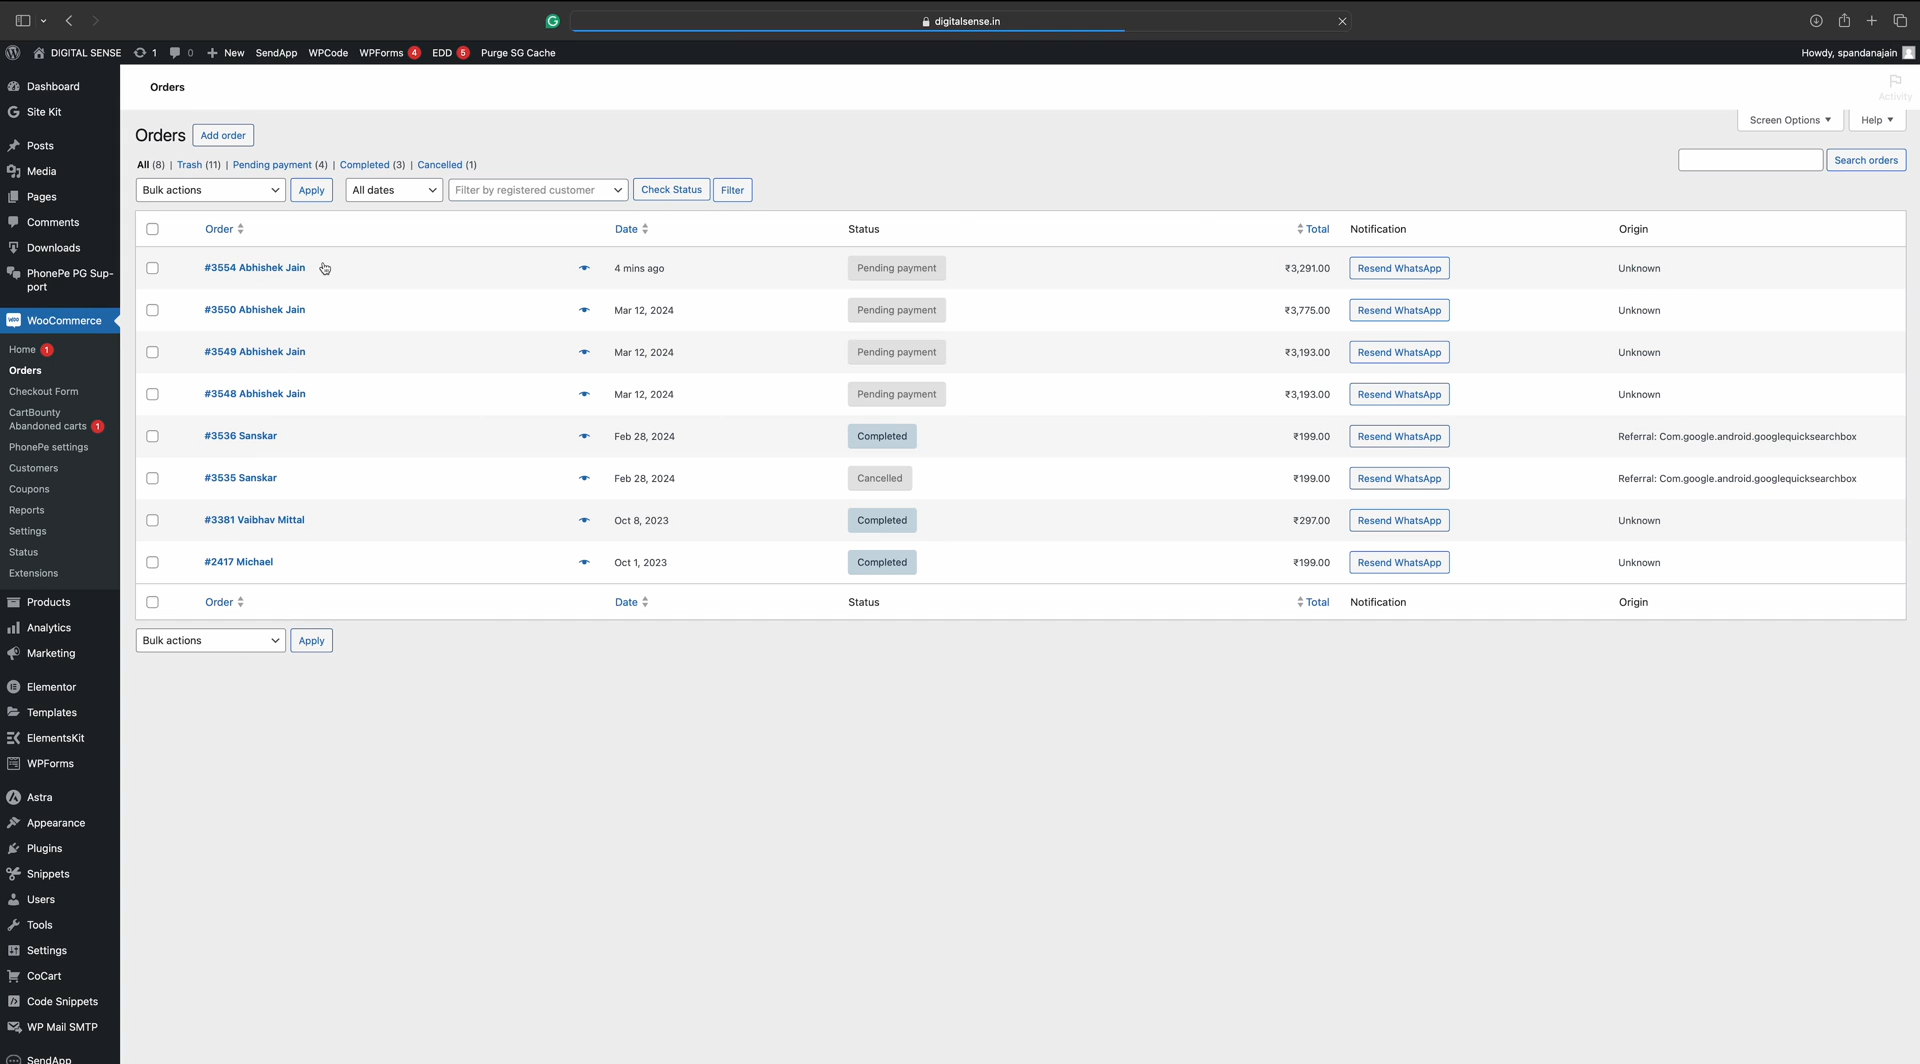 digitalsense.in
DIGITAL SENSE 1 0 New SendApp WPCode WPForms 4 EDD 5 Purge SG Cache Howdy, spandanajain
Dashboard
Site Kit
Posts
Media
Pages
Comments
Downloads
PhonePe PG Sup-
port
WooCommerce
Home 1
Orders
Checkout Form
CartBounty
Abandoned carts 1
PhonePe settings
Customers
Coupons
Reports
Settings
Status
Extensions
Products
Analytics
Marketing
Elementor
Templates
ElementsKit
WPForms
Astra
Appearance
Plugins
Snippets
Users
Tools
Settings
CoCart
Code Snippets
WP Mail SMTP
SendApp
Orders
Activity
Screen Options ▼ Help ▼
Orders Add order
All (8) | Trash (11) | Pending payment (4) | Completed (3) | Cancelled (1)
Search orders
Bulk actions Apply All dates Filter by registered customer Check Status Filter
Order Date Status Total Notification Origin
#3554 Abhishek Jain 4 mins ago Pending payment ₹3,291.00 Resend WhatsApp Unknown
#3550 Abhishek Jain Mar 12, 2024 Pending payment ₹3,775.00 Resend WhatsApp Unknown
#3549 Abhishek Jain Mar 12, 2024 Pending payment ₹3,193.00 Resend WhatsApp Unknown
#3548 Abhishek Jain Mar 12, 2024 Pending payment ₹3,193.00 Resend WhatsApp Unknown
#3536 Sanskar Feb 28, 2024 Completed ₹199.00 Resend WhatsApp Referral: Com.google.android.googlequicksearchbox
#3535 Sanskar Feb 28, 2024 Cancelled ₹199.00 Resend WhatsApp Referral: Com.google.android.googlequicksearchbox
#3381 Vaibhav Mittal Oct 8, 2023 Completed ₹297.00 Resend WhatsApp Unknown
#2417 Michael Oct 1, 2023 Completed ₹199.00 Resend WhatsApp Unknown
Order Date Status Total Notification Origin
Bulk actions Apply